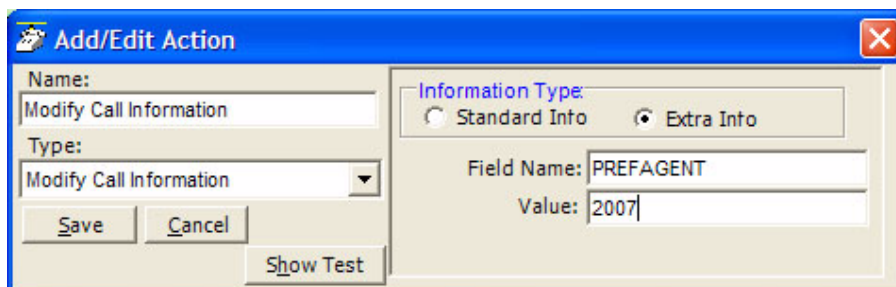 Add/Edit Action
Name:
Modify Call Information
Type:
Modify Call Information
Save Cancel
Show Test
Information Type:
Standard Info Extra Info
Field Name: PREFAGENT
Value: 2007